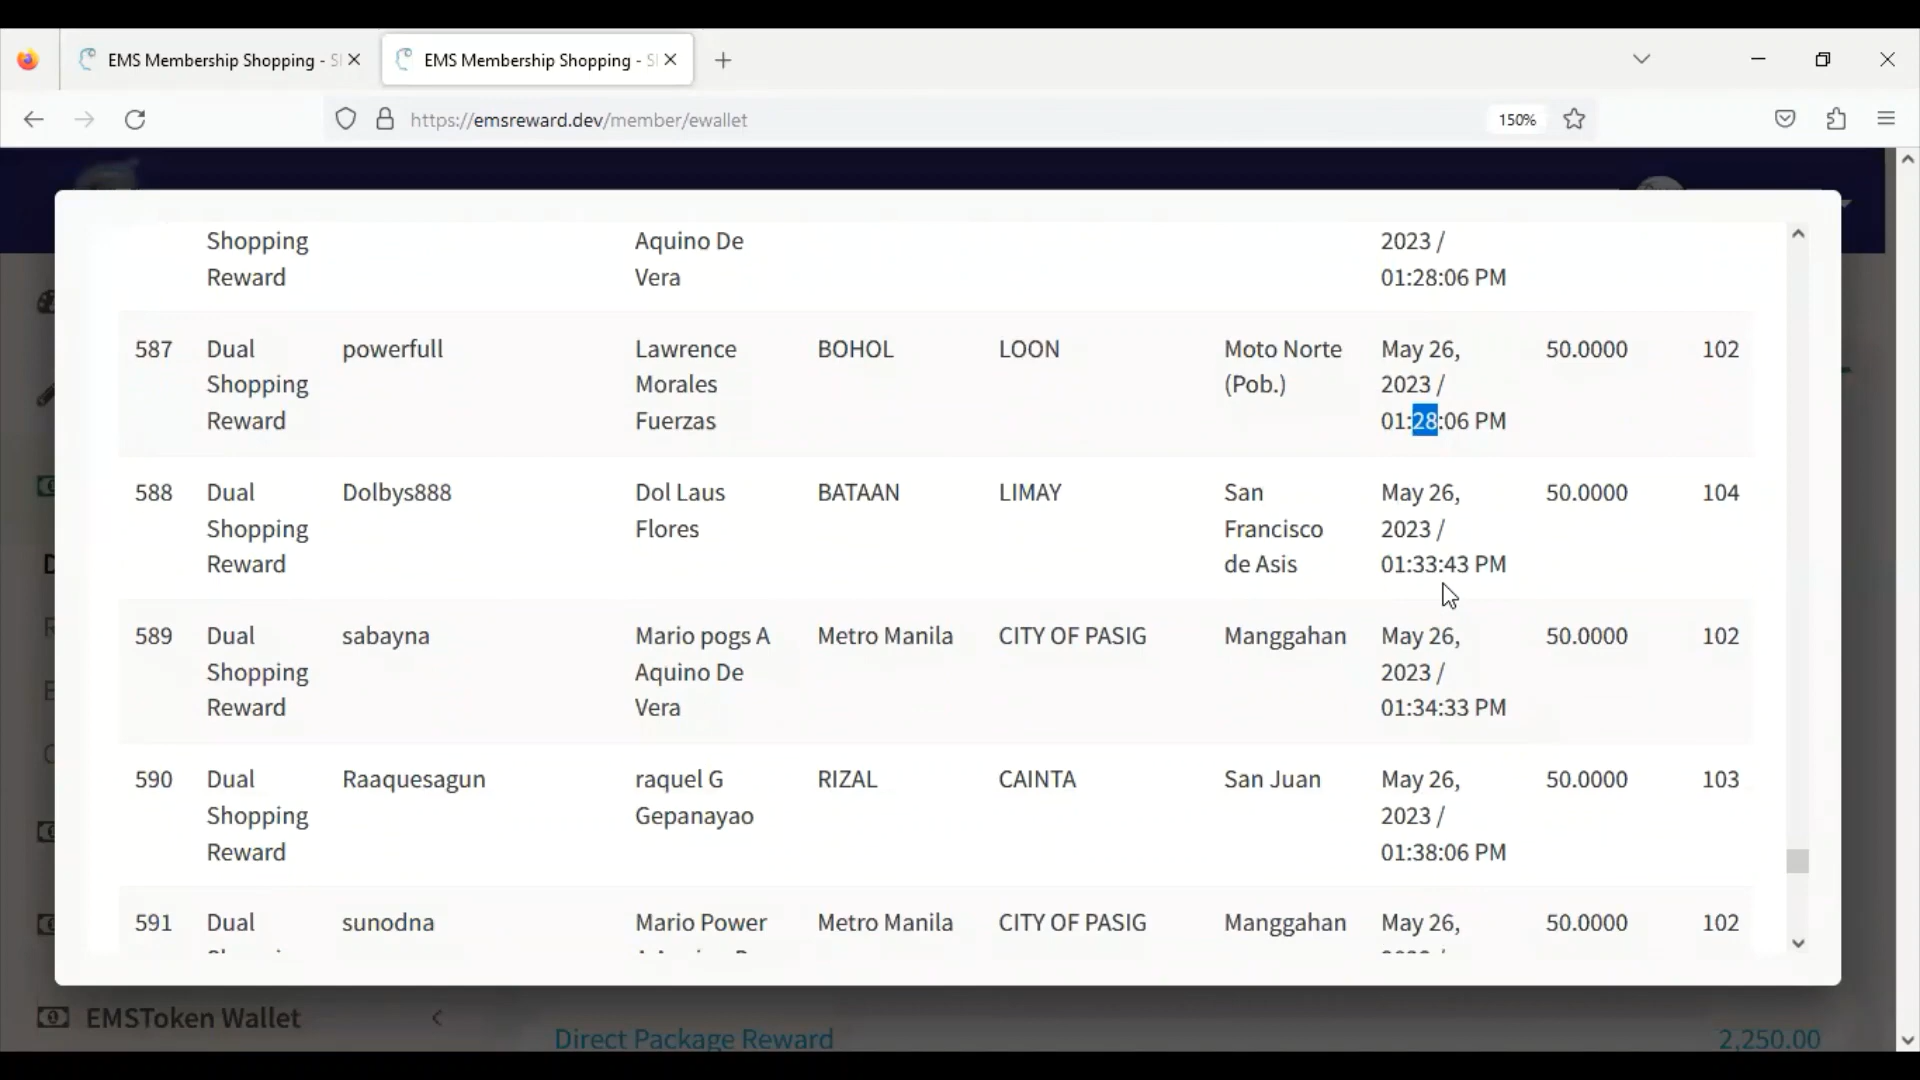 EMS Membership Shopping - S
EMS Membership Shopping - S
https://emsreward.dev/member/ewallet
150%
Shopping Aquino De 2023 /
Reward Vera 01:28:06 PM
587 Dual powerfull Lawrence BOHOL LOON Moto Norte May 26, 50.0000 102
Shopping Morales (Pob.) 2023 /
Reward Fuerzas 01:28:06 PM
588 Dual Dolbys888 Dol Laus BATAAN LIMAY San May 26, 50.0000 104
Shopping Flores Francisco 2023 /
Reward de Asis 01:33:43 PM
589 Dual sabayna Mario pogs A Metro Manila CITY OF PASIG Manggahan May 26, 50.0000 102
Shopping Aquino De 2023 /
Reward Vera 01:34:33 PM
590 Dual Raaquesagun raquel G RIZAL CAINTA San Juan May 26, 50.0000 103
Shopping Gepanayao 2023 /
Reward 01:38:06 PM
591 Dual sunodna Mario Power Metro Manila CITY OF PASIG Manggahan May 26, 50.0000 102
EMSToken Wallet
Direct Package Reward 2,250.00